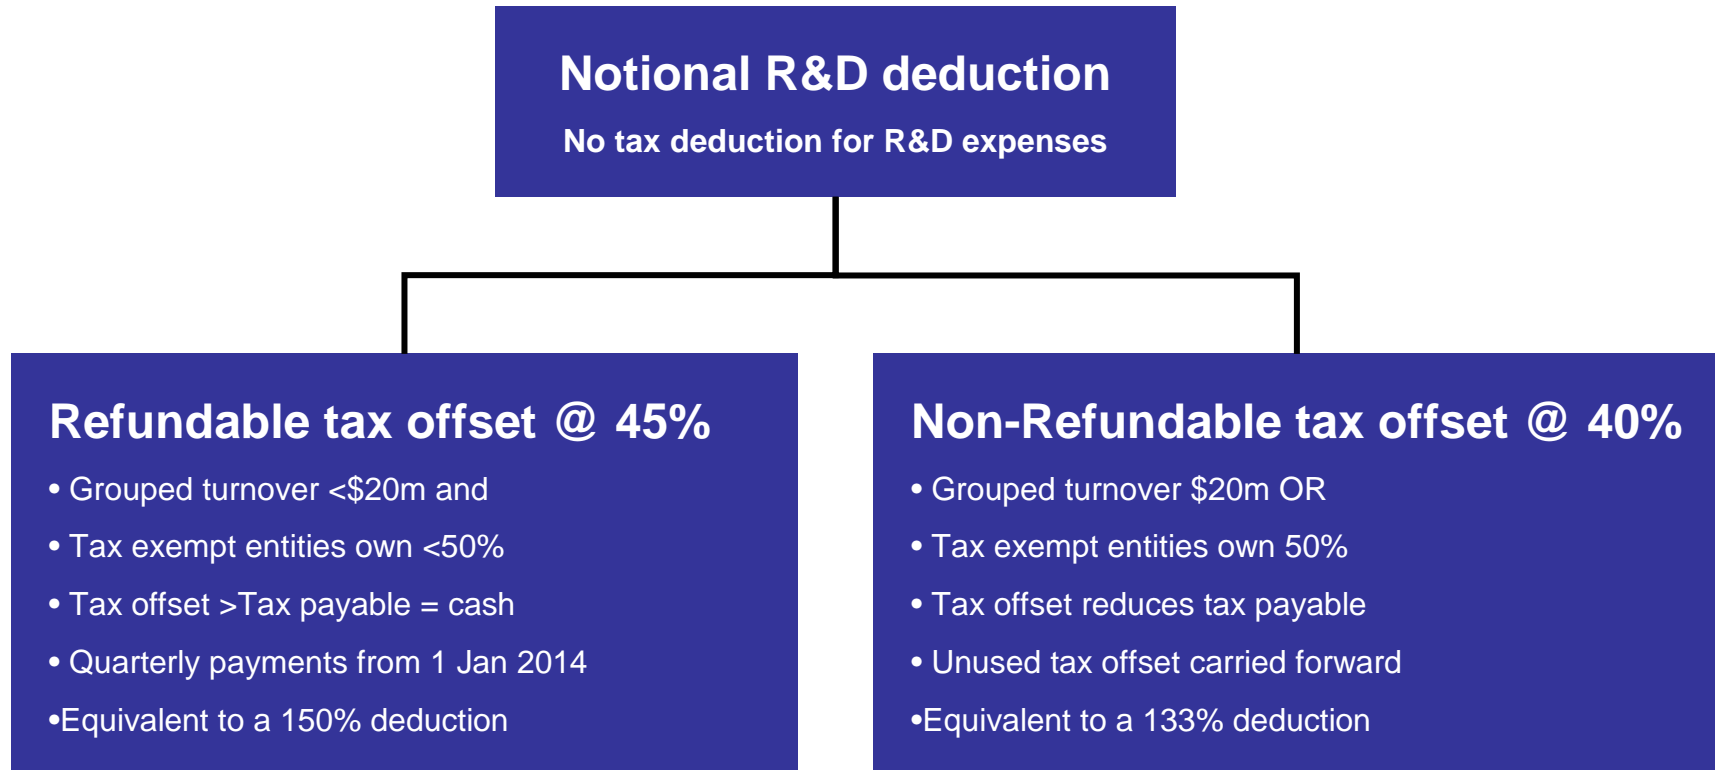 Notional R&D deduction
No tax deduction for R&D expenses
Refundable tax offset @ 45%
• Grouped turnover <$20m and
• Tax exempt entities own <50%
• Tax offset >Tax payable = cash
• Quarterly payments from 1 Jan 2014
•Equivalent to a 150% deduction
Non-Refundable tax offset @ 40%
• Grouped turnover $20m OR
• Tax exempt entities own 50%
• Tax offset reduces tax payable
• Unused tax offset carried forward
•Equivalent to a 133% deduction